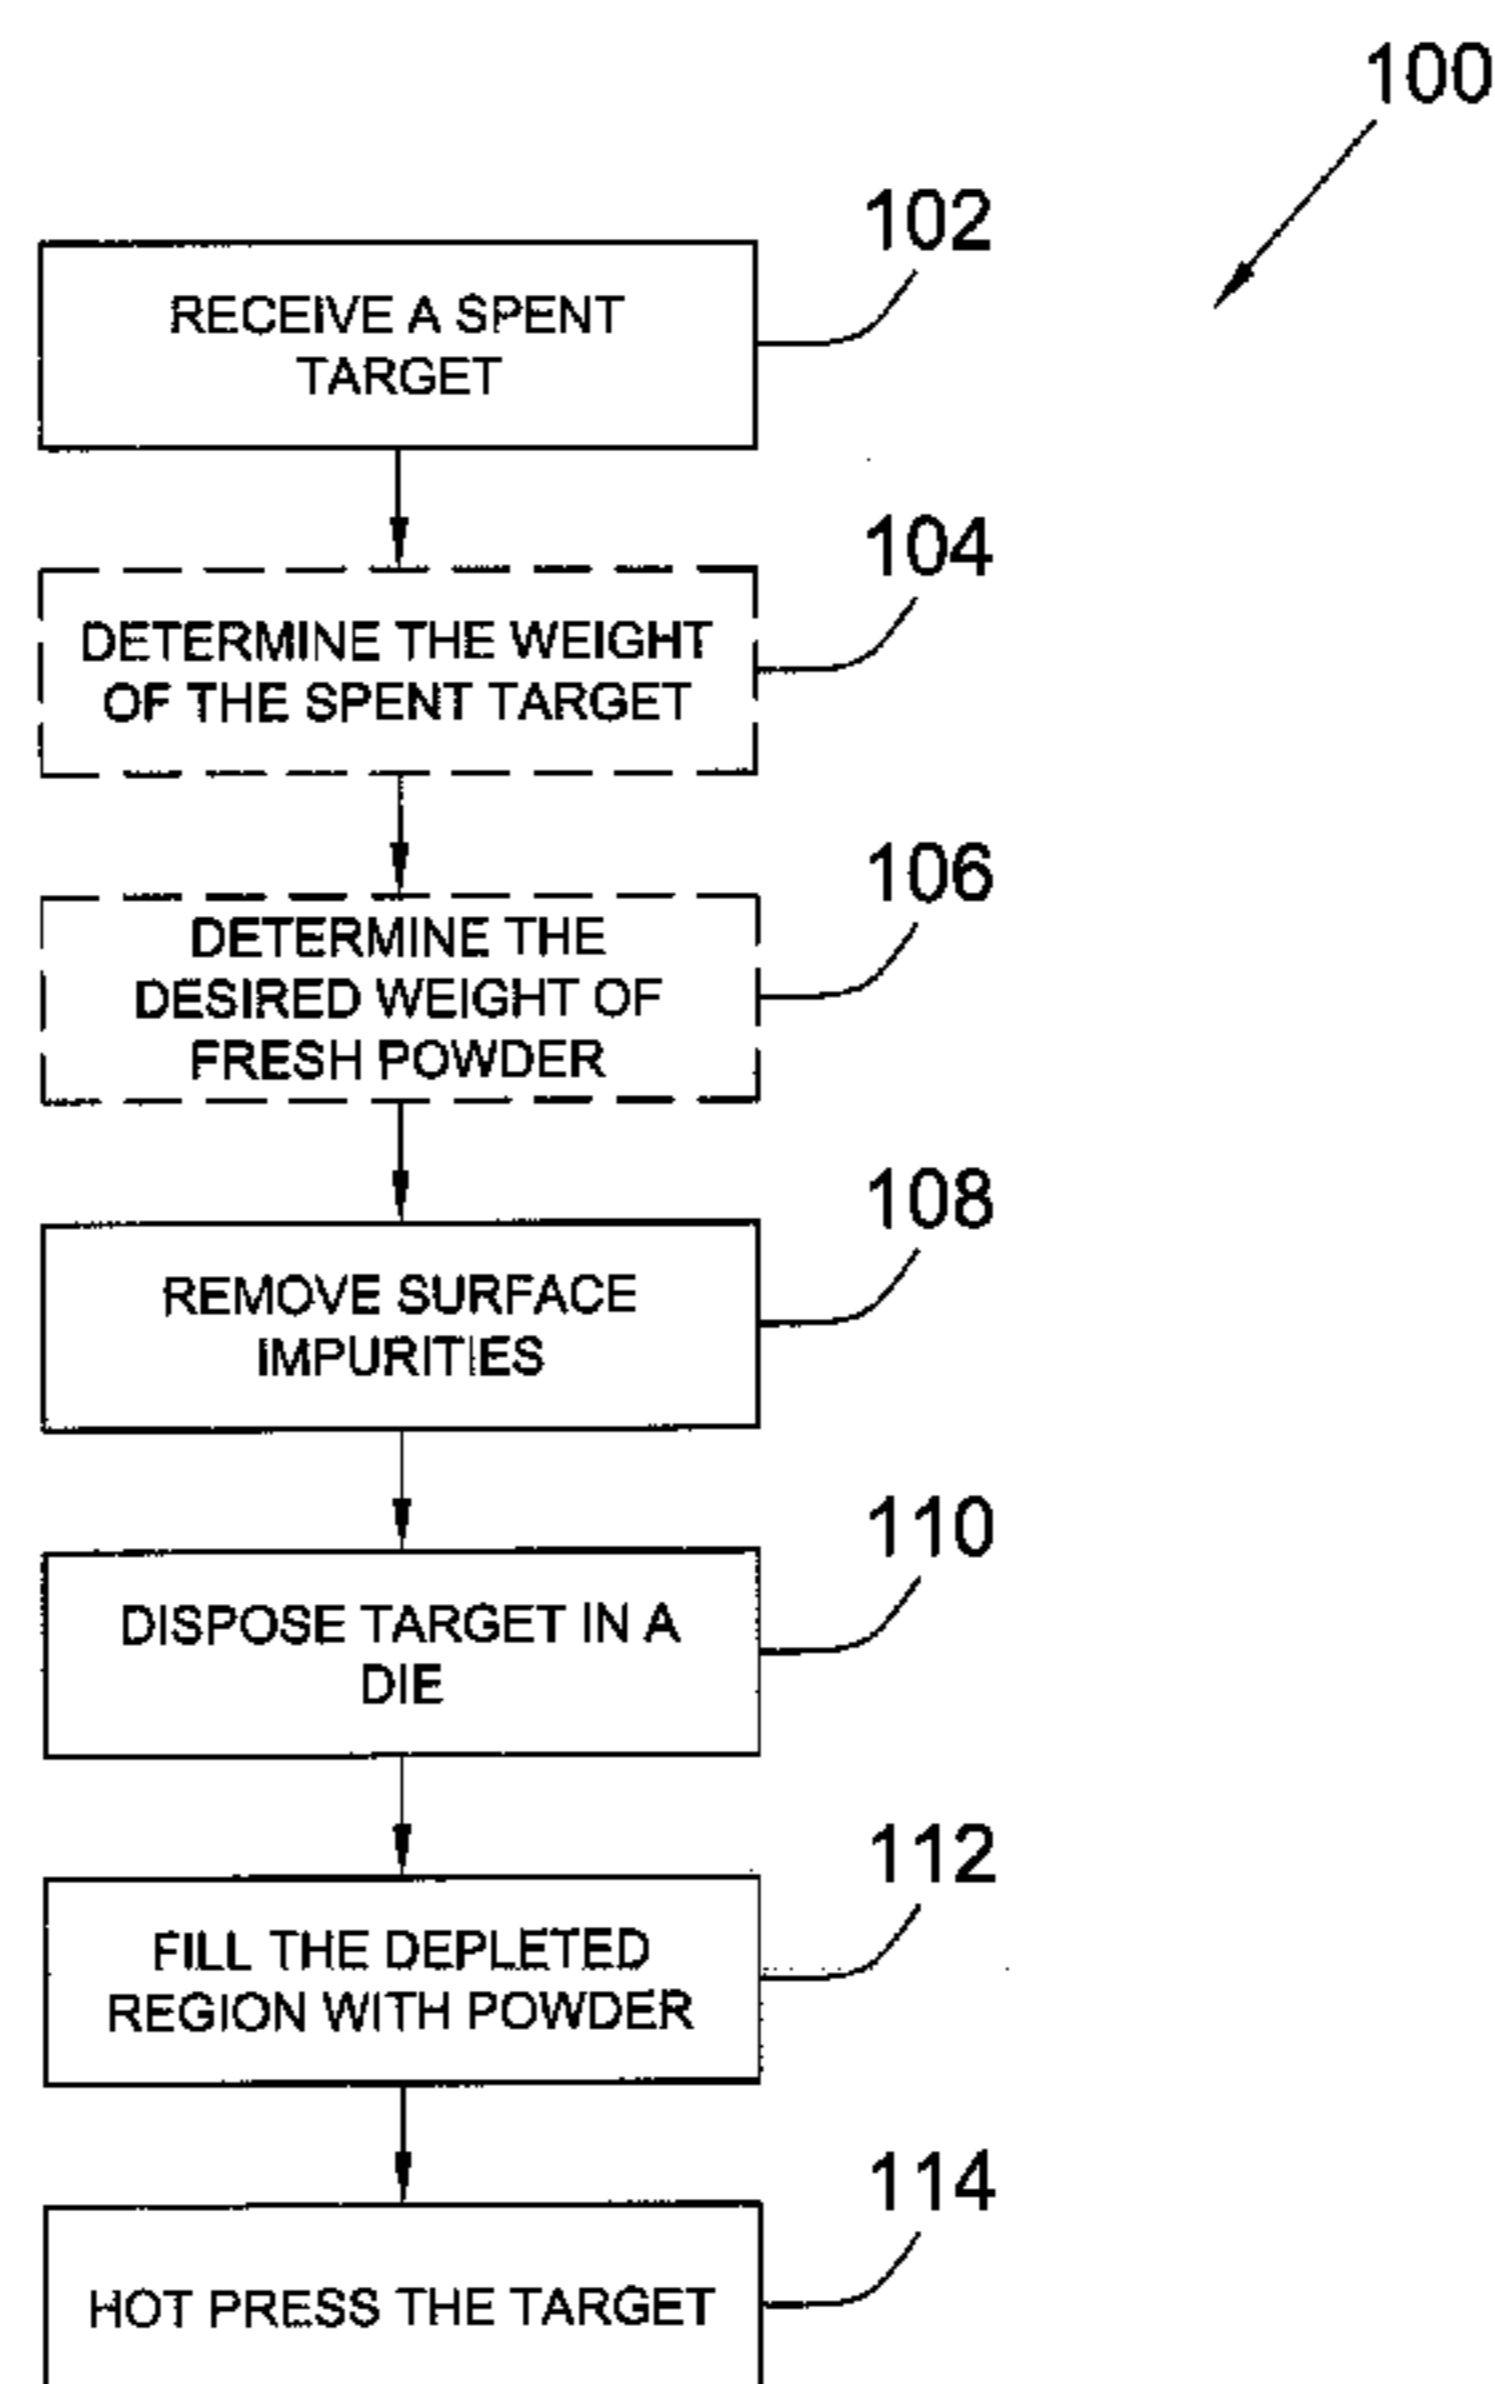 100
102
RECEIVE A SPENT
TARGET
104
DETERMINE THE WEIGHT
OF THE SPENT TARGET
106
DETERMINE THE
DESIRED WEIGHT OF
FRESH POWDER
108
REMOVE SURFACE
IMPURITIES
110
DISPOSE TARGET IN A
DIE
112
FILL THE DEPLETED
REGION WITH POWDER
114
HOT PRESS THE TARGET